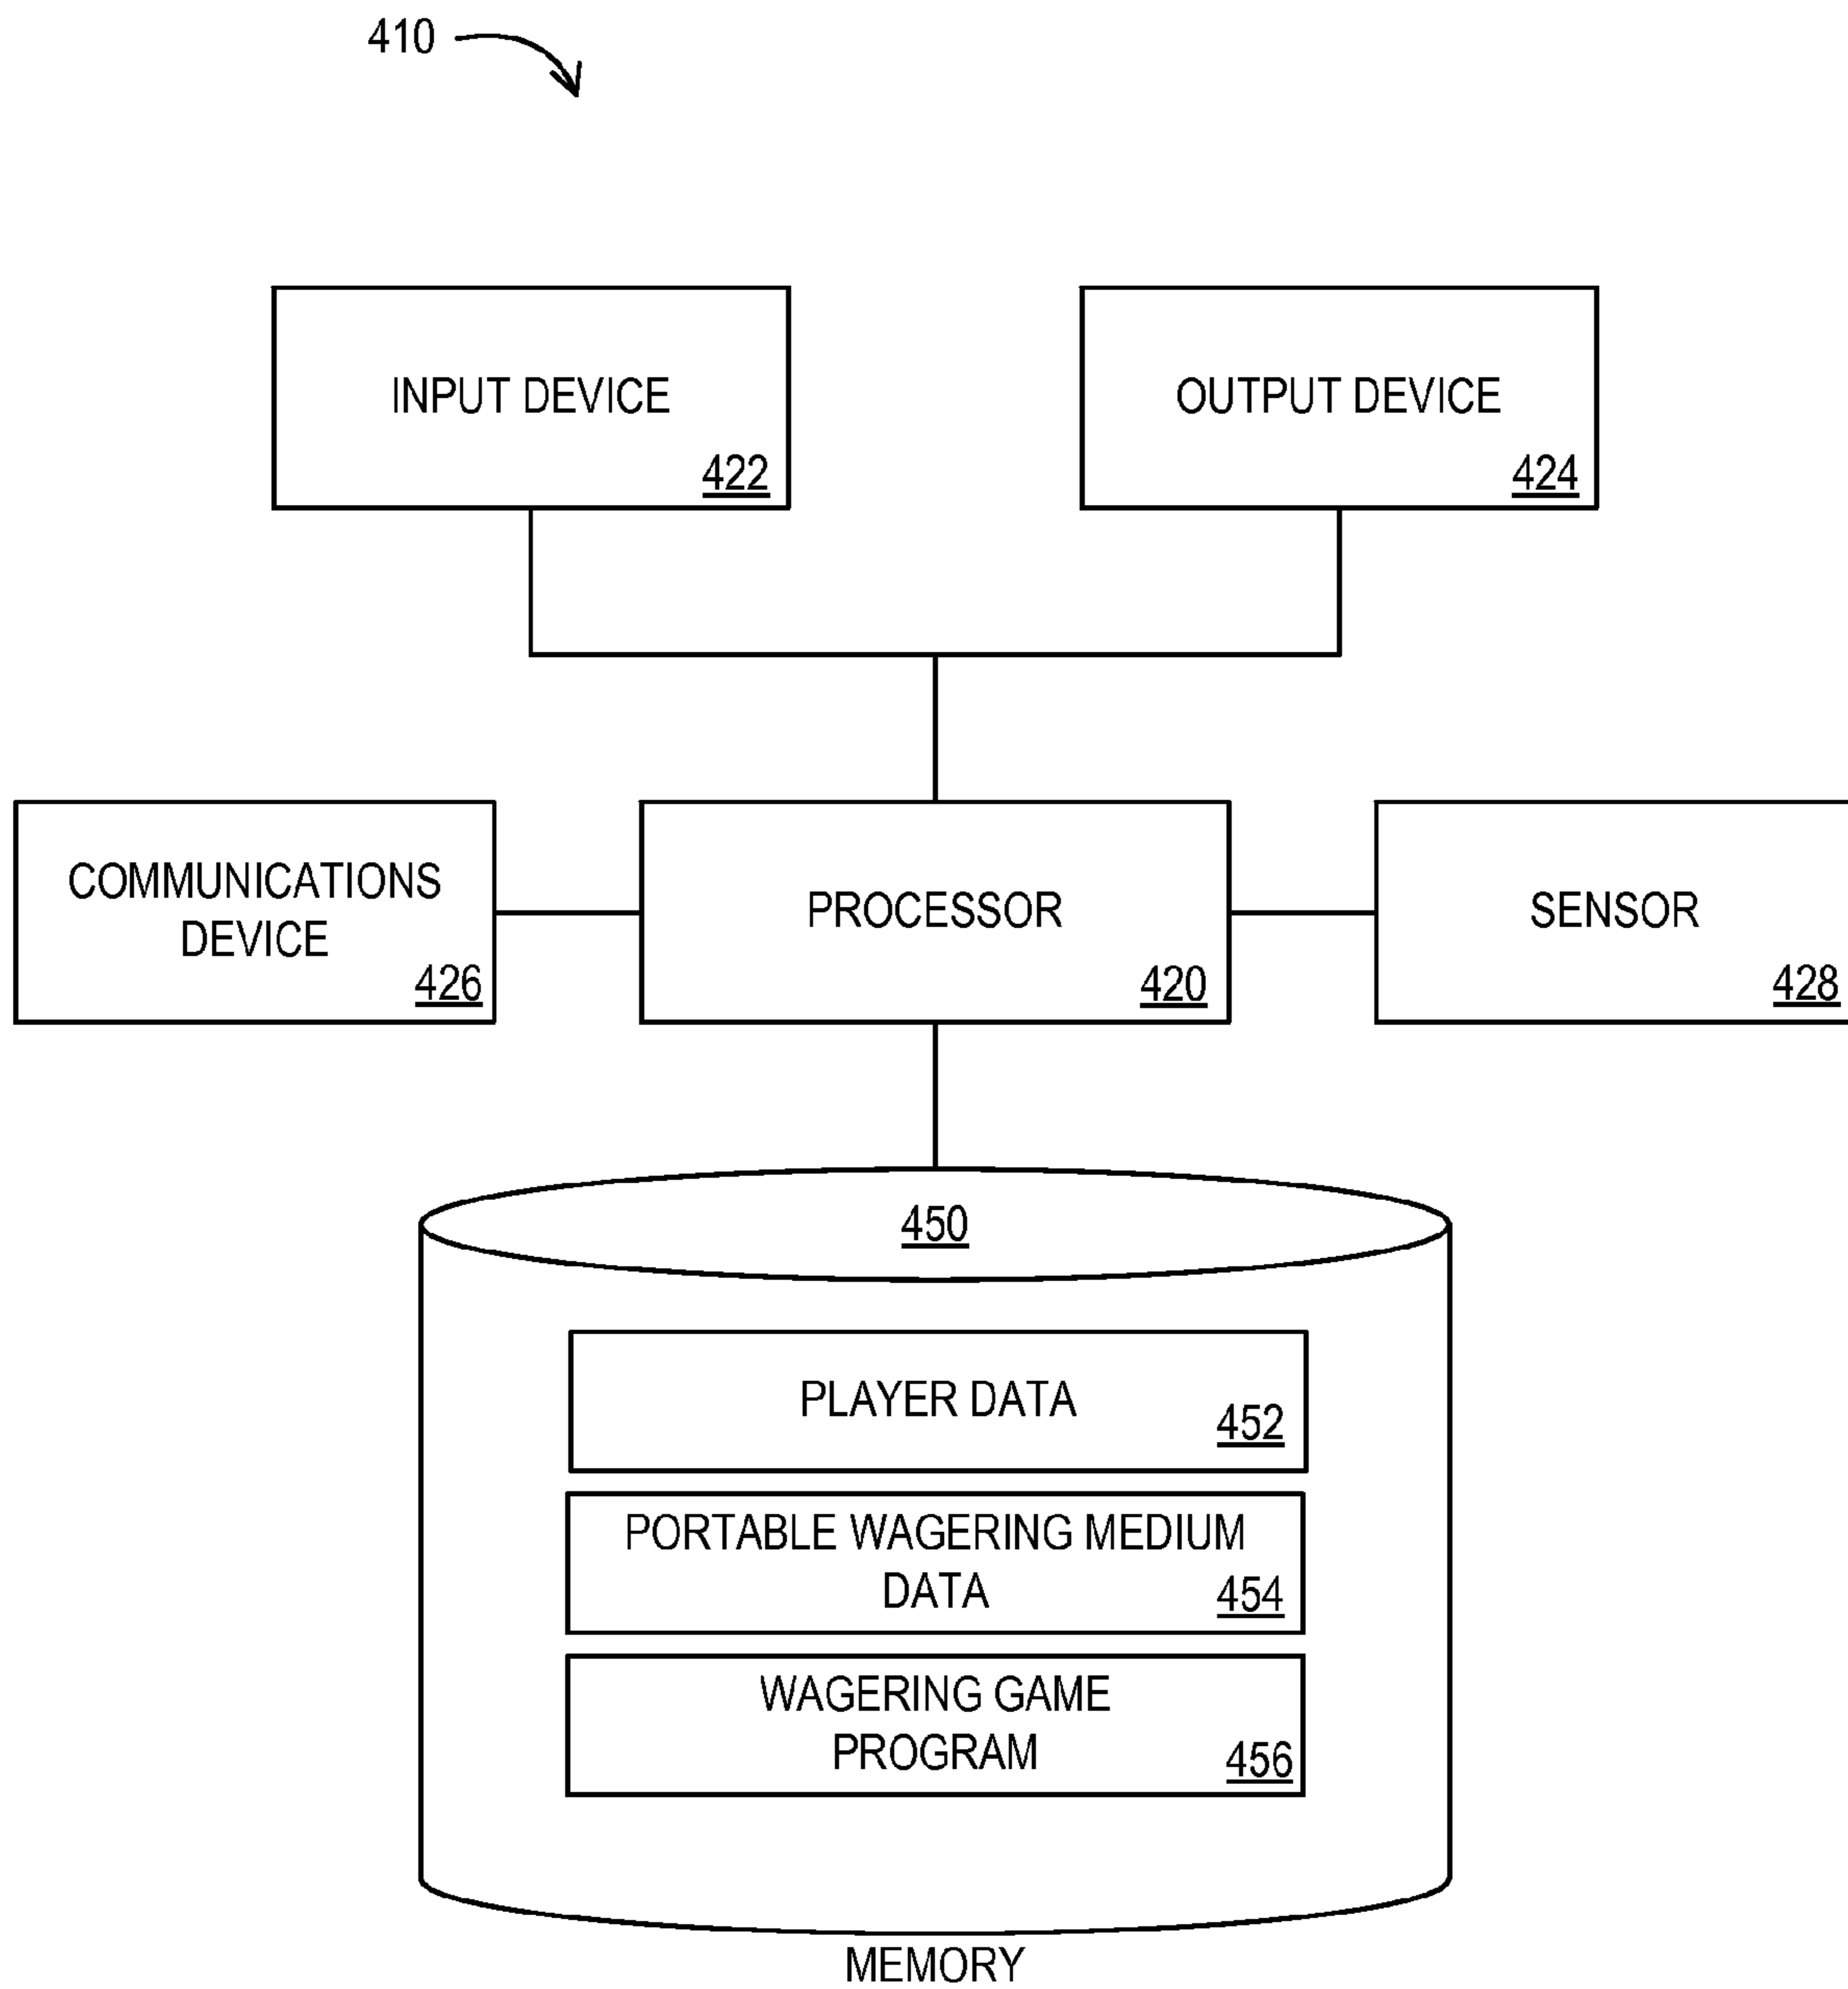 410
INPUT DEVICE
422
OUTPUT DEVICE
424
COMMUNICATIONS
DEVICE
426
PROCESSOR
420
SENSOR
428
450
PLAYER DATA
452
PORTABLE WAGERING MEDIUM
DATA
454
WAGERING GAME
PROGRAM
456
MEMORY